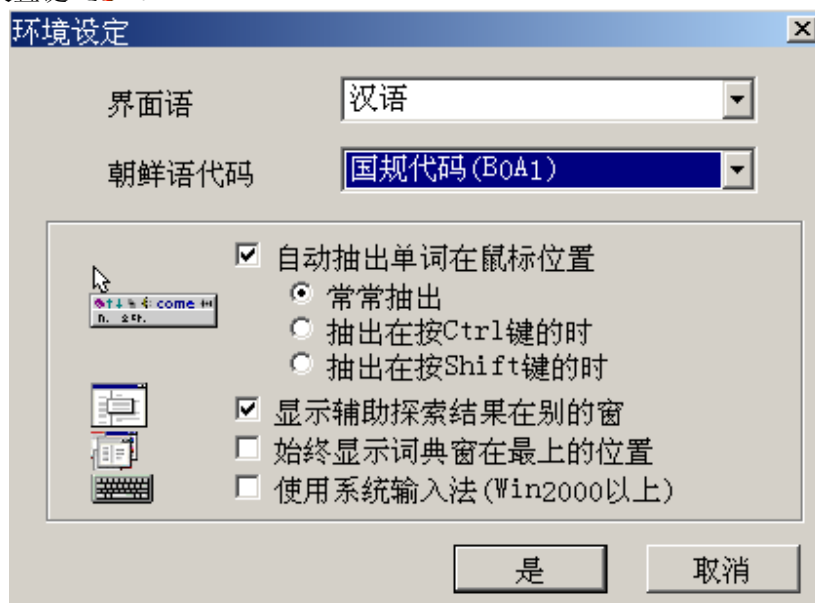 环境设定
界面语 汉语
朝鲜语代码 国规代码(B0A1)
自动抽出单词在鼠标位置
常常抽出
抽出在按Ctrl键的时
抽出在按Shift键的时
come
n. 오다.
显示辅助探索结果在别的窗
始终显示词典窗在最上的位置
使用系统输入法(Win2000以上)
是 取消